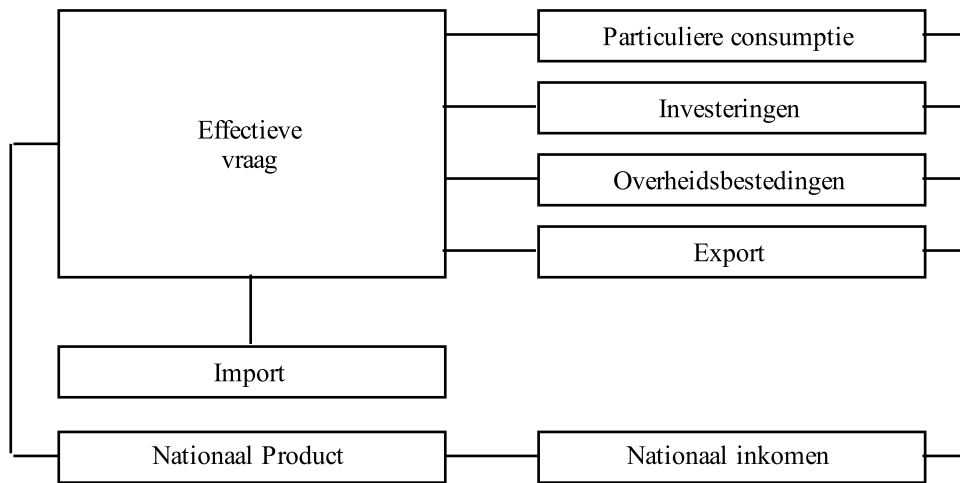 Effectieve
vraag
Particuliere consumptie
Investeringen
Overheidsbestedingen
Export
Import
Nationaal Product
Nationaal inkomen